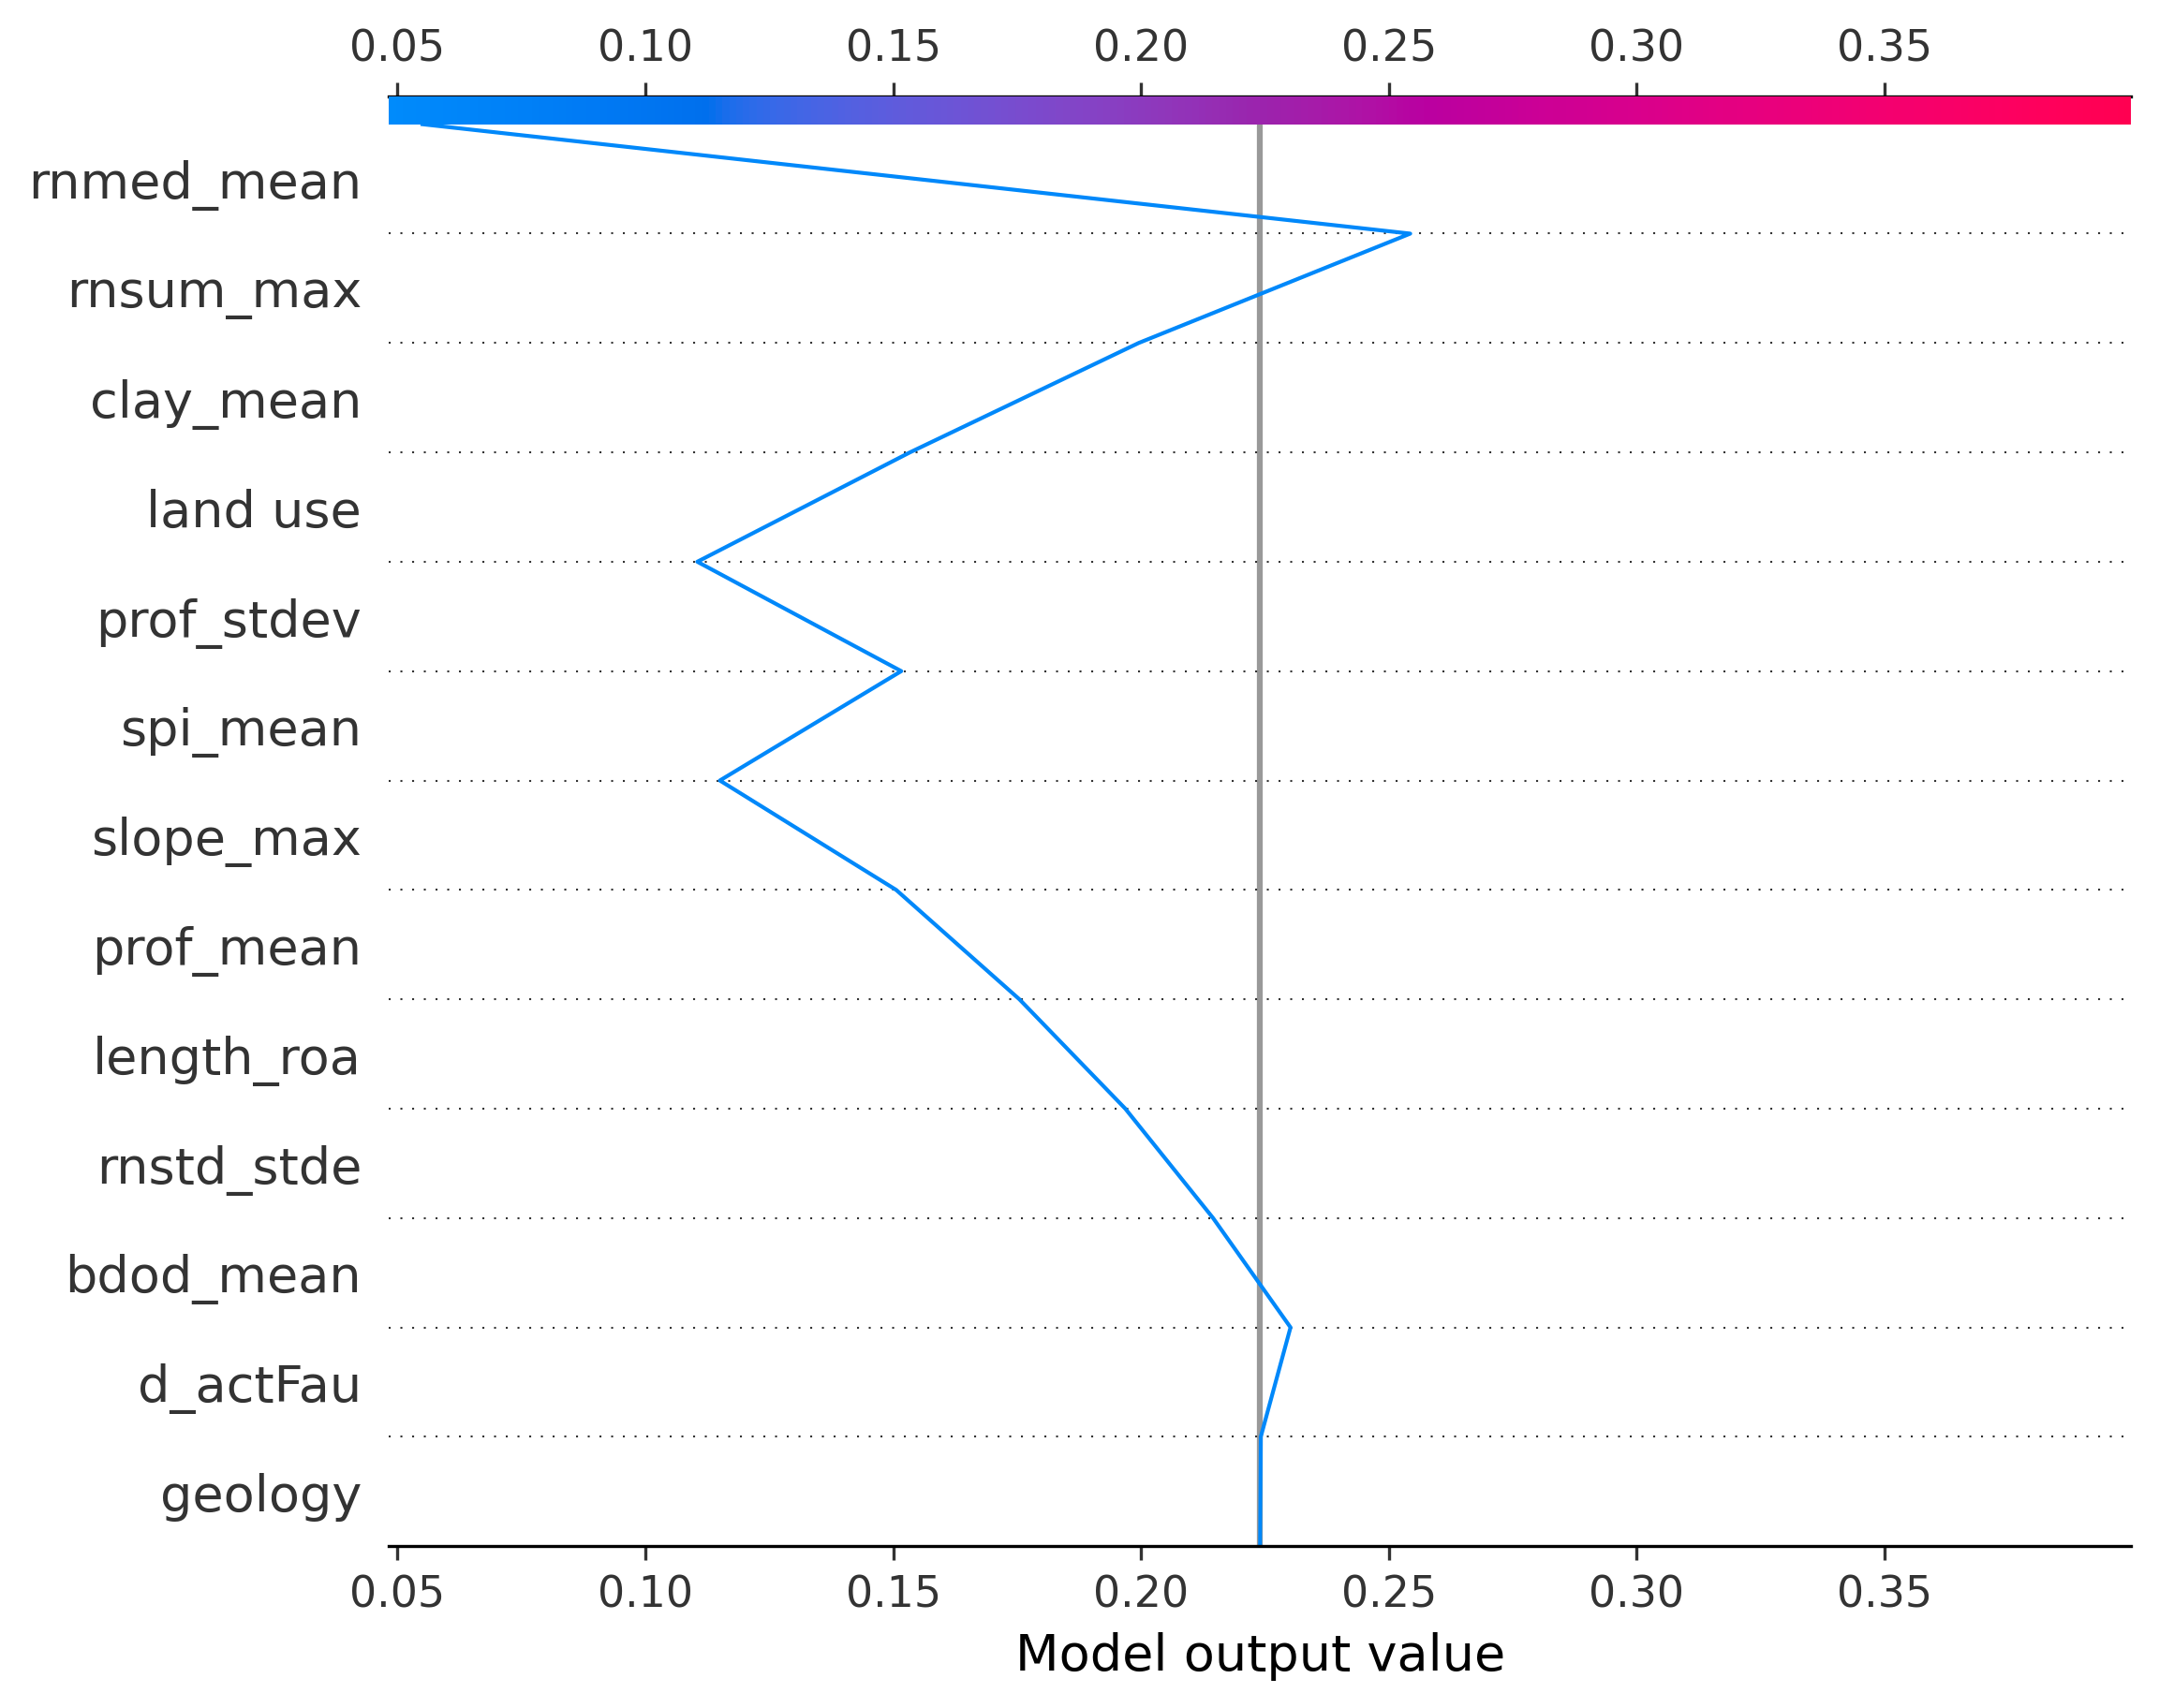 0.05 0.10 0.15 0.20 0.25 0.30 0.35
rnmed_mean
rnsum_max
clay_mean
land use
prof_stdev
spi_mean
slope_max
prof_mean
length_roa
rnstd_stde
bdod_mean
d_actFau
geology
0.05 0.10 0.15 0.20 0.25 0.30 0.35
Model output value